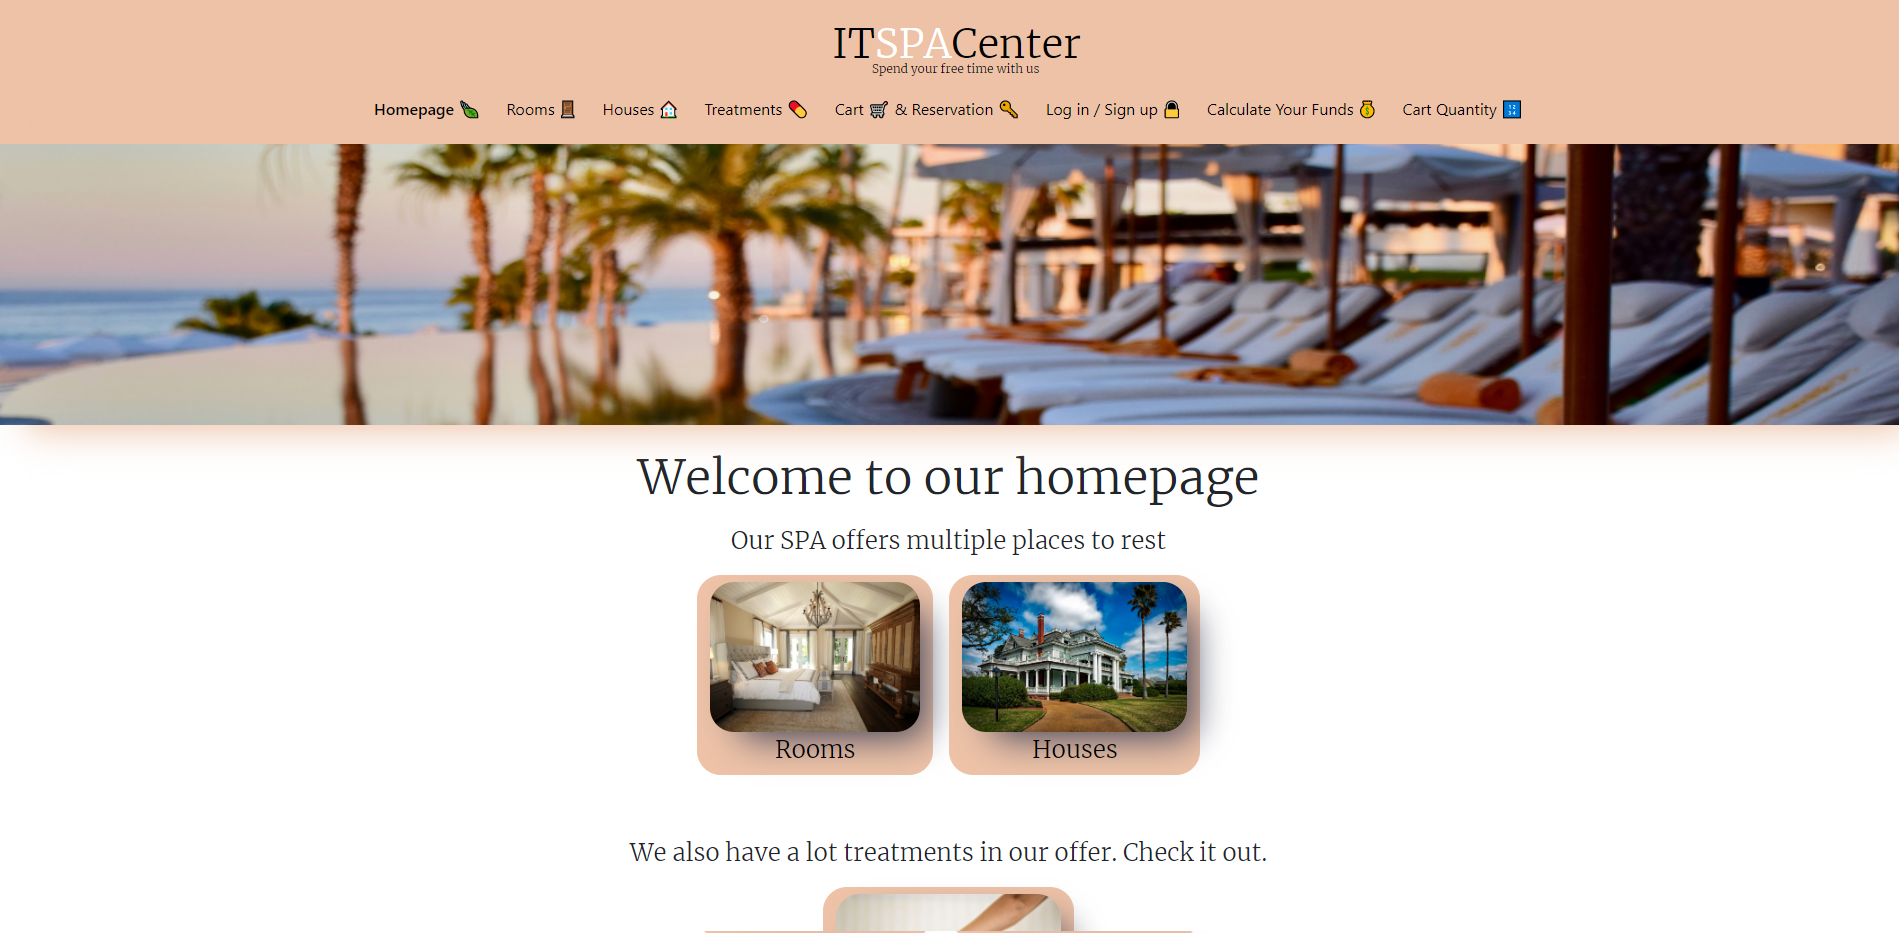 ITSPACenter
Spend your free time with us
Homepage Rooms Houses Treatments Cart & Reservation Log in / Sign up Calculate Your Funds Cart Quantity
Welcome to our homepage
Our SPA offers multiple places to rest
Rooms Houses
We also have a lot treatments in our offer. Check it out.